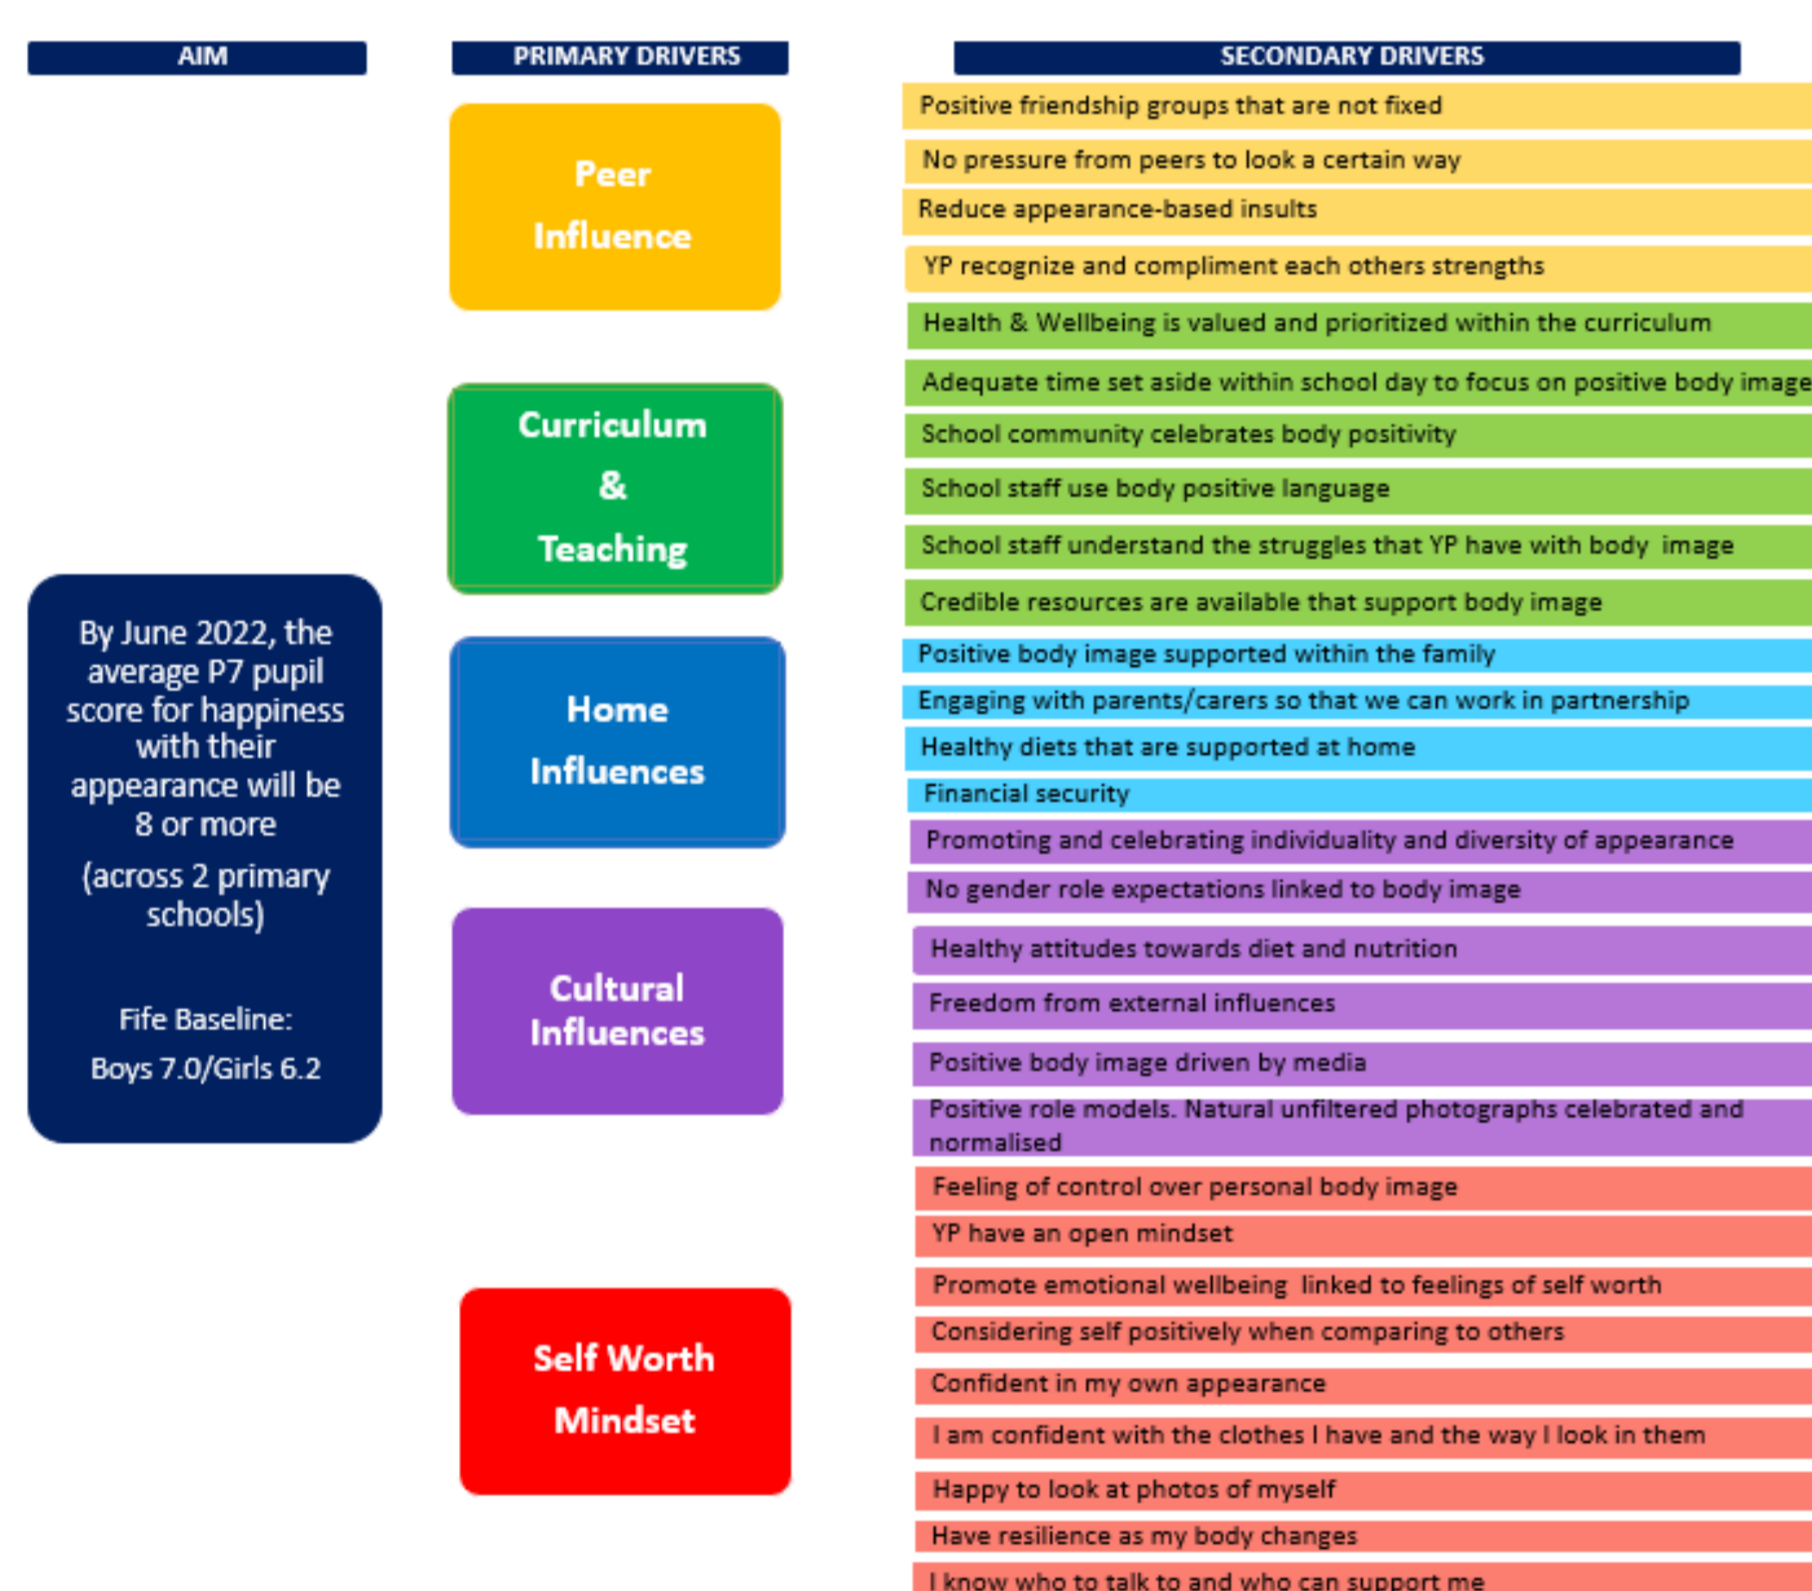 AIM
PRIMARY DRIVERS
SECONDARY DRIVERS
By June 2022, the
average P7 pupil
score for happiness
with their
appearance will be
8 or more
(across 2 primary
schools)
Fife Baseline:
Boys 7.0/Girls 6.2
Peer
Influence
Curriculum
&
Teaching
Home
Influences
Cultural
Influences
Self Worth
Mindset
Positive friendship groups that are not fixed
No pressure from peers to look a certain way
Reduce appearance-based insults
YP recognize and compliment each others strengths
Health & Wellbeing is valued and prioritized within the curriculum
Adequate time set aside within school day to focus on positive body image
School community celebrates body positivity
School staff use body positive language
School staff understand the struggles that YP have with body  image
Credible resources are available that support body image
Positive body image supported within the family
Engaging with parents/carers so that we can work in partnership
Healthy diets that are supported at home
Financial security
Promoting and celebrating individuality and diversity of appearance
No gender role expectations linked to body image
Healthy attitudes towards diet and nutrition
Freedom from external influences
Positive body image driven by media
Positive role models. Natural unfiltered photographs celebrated and
normalised
Feeling of control over personal body image
YP have an open mindset
Promote emotional wellbeing  linked to feelings of self worth
Considering self positively when comparing to others
Confident in my own appearance
I am confident with the clothes I have and the way I look in them
Happy to look at photos of myself
Have resilience as my body changes
I know who to talk to and who can support me